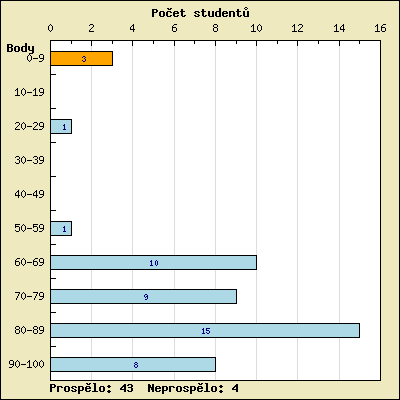 Počet studentů
0 2 4 6 8 10 12 14 16
Body
0-9 3
10-19
20-29 1
30-39
40-49
50-59 1
60-69 10
70-79 9
80-89 15
90-100 8
Prospělo: 43 Neprospělo: 4